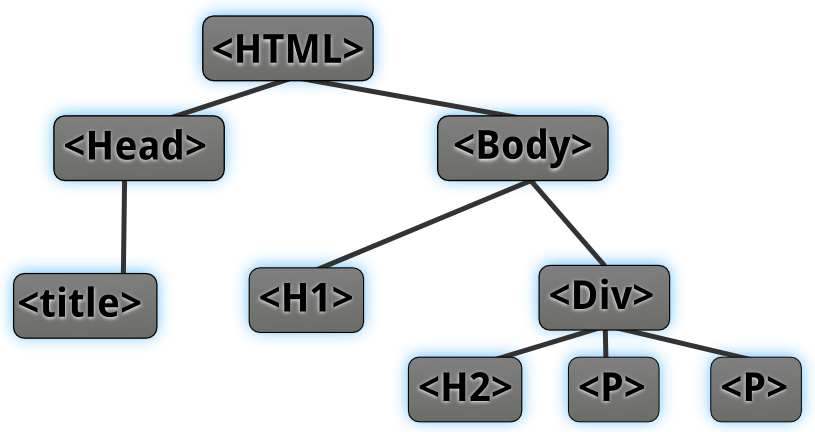 <HTML>
<Head>
<Body>
<title>
<H1>
<Div>
<H2>
<P>
<P>